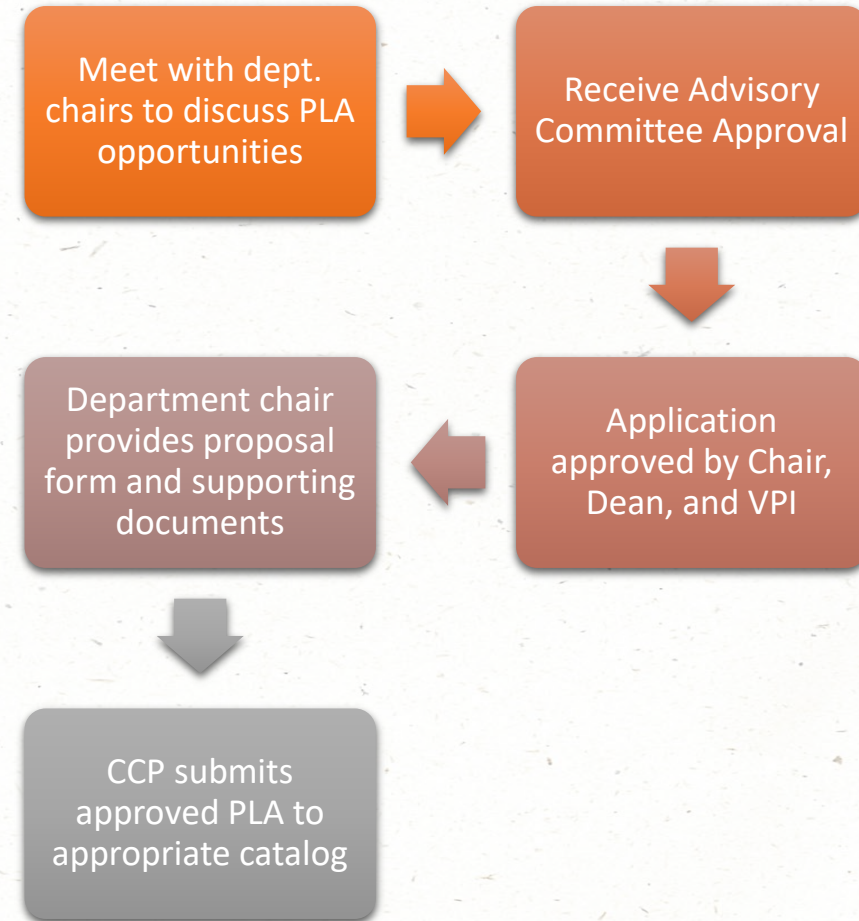 Meet with dept.
chairs to discuss PLA
opportunities
Receive Advisory
Committee Approval
Application
approved by Chair,
Dean, and VPI
Department chair
provides proposal
form and supporting
documents
CCP submits
approved PLA to
appropriate catalog